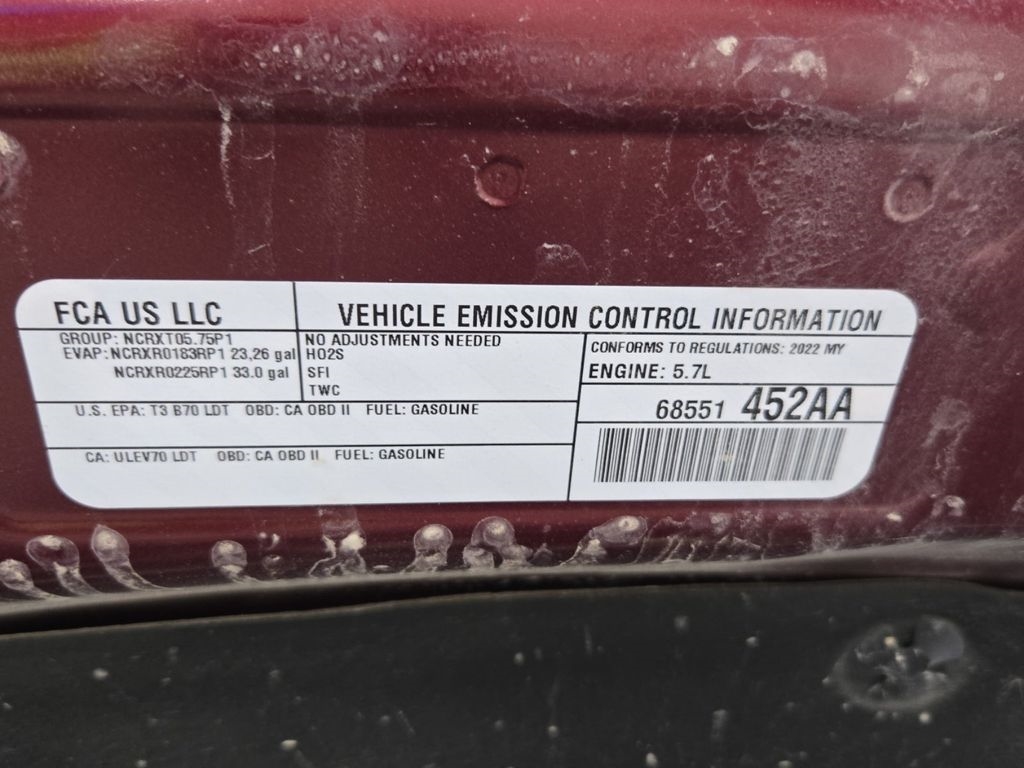 FCA US LLC
VEHICLE EMISSION CONTROL INFORMATION
GROUP: NCRXT05.75P1
EVAP: NCRXR0183RP1 23,26 gal
NCRXR0225RP1 33.0 gal
NO ADJUSTMENTS NEEDED
HO2S
SFI
TWC
CONFORMS TO REGULATIONS: 2022 MY
ENGINE: 5.7L
68551 452AA
U.S. EPA: T3 B70 LDT OBD: CA OBD II FUEL: GASOLINE
CA: ULEV70 LDT OBD: CA OBD II FUEL: GASOLINE